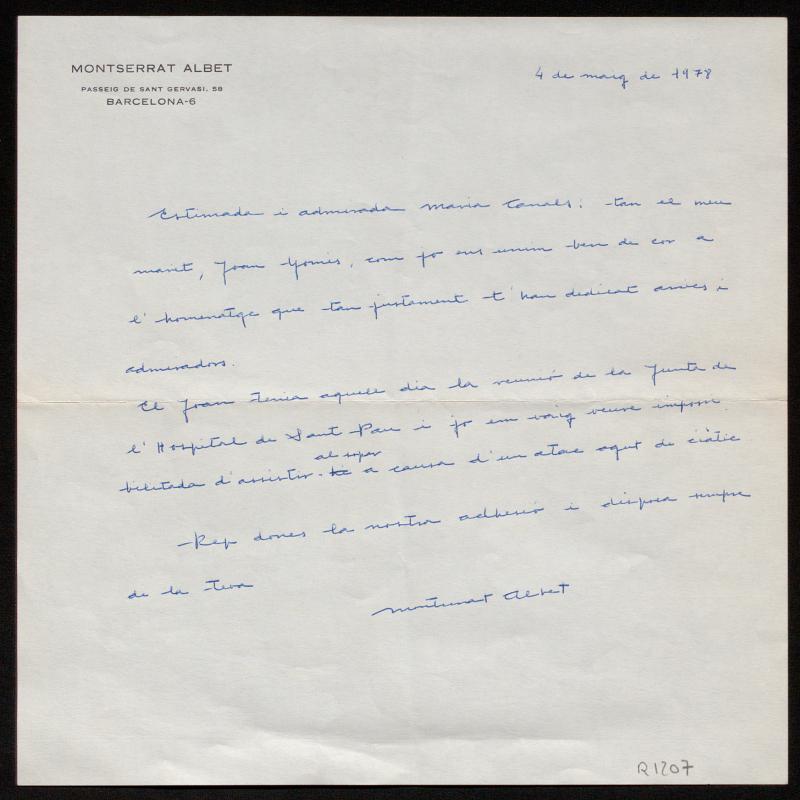 MONTSERRAT ALBET
PASSEIG DE SANT GERVASI, 58
BARCELONA-6
4 de maig de 1978
Estimada i admirada Maria Canals: tan el meu
marit, Joan Gomis, com jo ens unim ben de cor a
l'homenatge que tan justament t'han dedicat amics i
admiradors.
El Joan tenia aquell dia la reunió de la Junta de
l'Hospital de Sant Pau i jo em vaig veure impossi
al sopar
bilitada d'assistir-hi a causa d'un atac agut de ciàtic
Rep doncs la nostra adhesió i disposa sempre
de la teva
Montserrat Albet
R1207